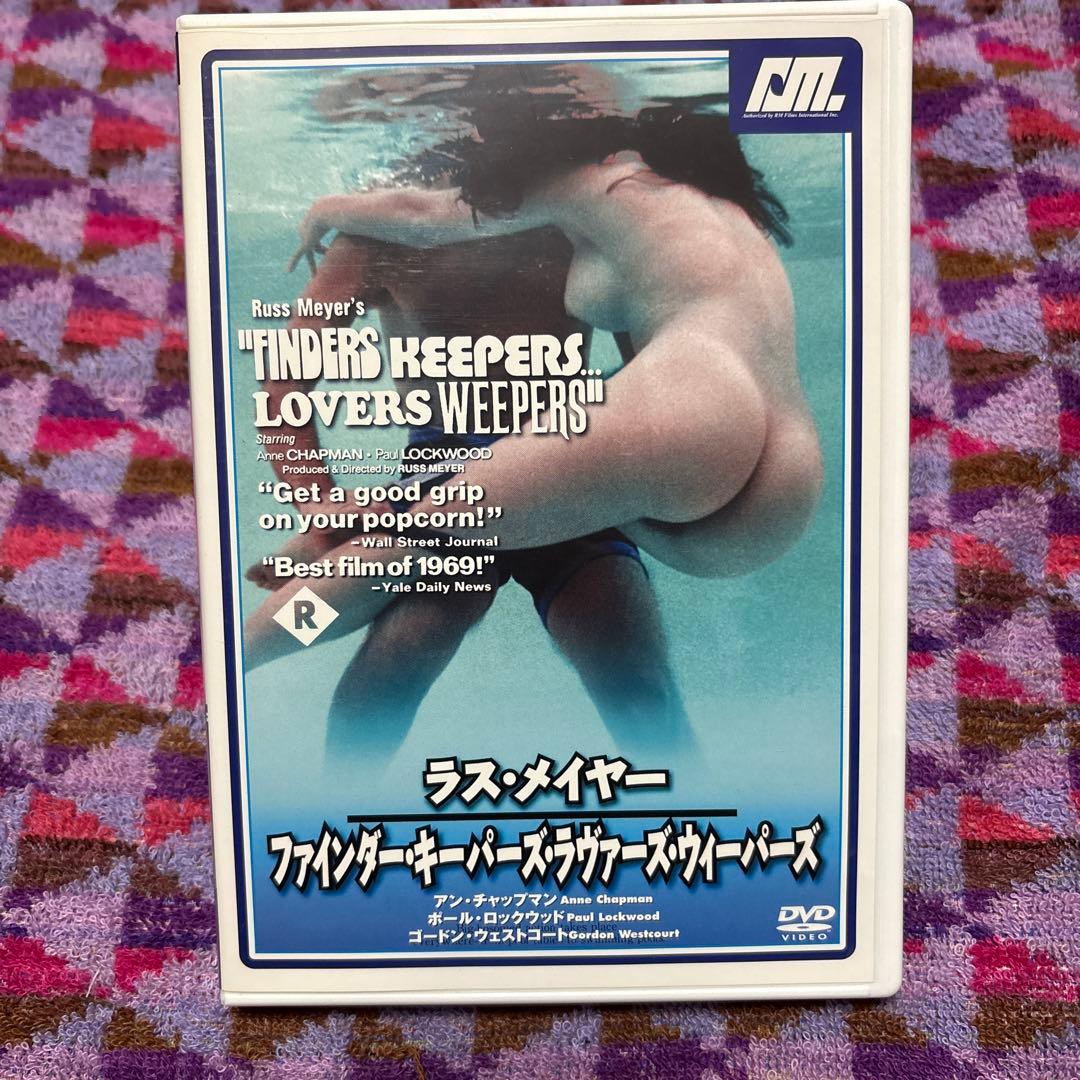 RM.
Authorized by RM Films International Inc.
Russ Meyer's
"FINDERS KEEPERS...
LOVERS WEEPERS"
Starring
Anne CHAPMAN • Paul LOCKWOOD
Produced & Directed by RUSS MEYER
"Get a good grip
on your popcorn!"
–Wall Street Journal
"Best film of 1969!"
–Yale Daily News
R
ラス・メイヤー
ファインダー・キーパーズ・ラヴァーズ・ウィーパーズ
アン・チャップマン Anne Chapman
ポール・ロックウッド Paul Lockwood
ゴードン・ウェストコート Gordon Westcourt
DVD
VIDEO